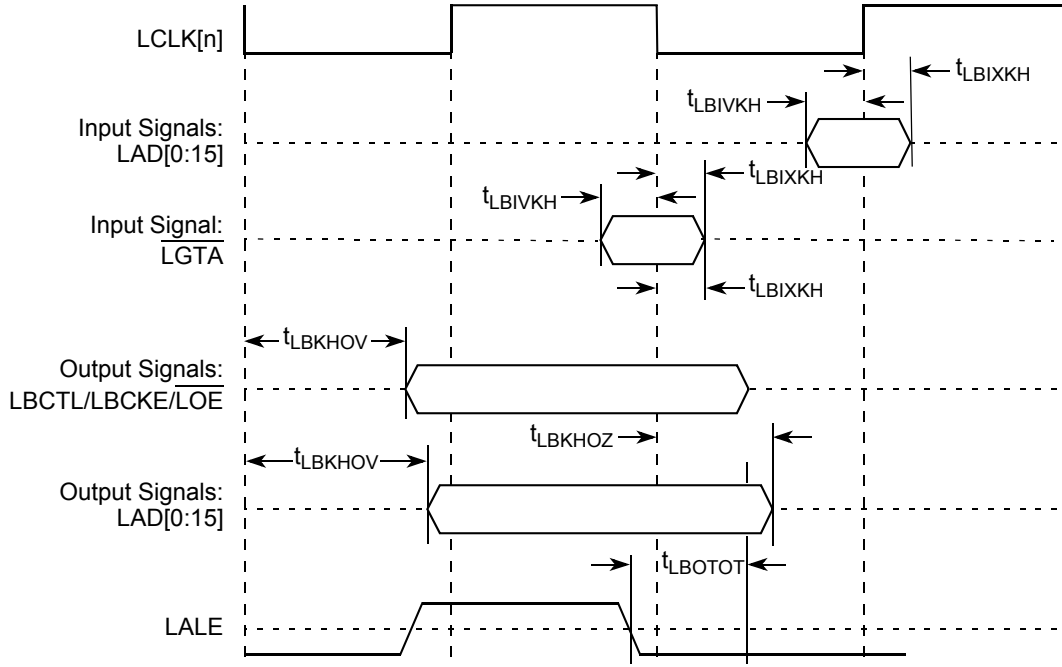 LCLK[n]
tLBIXKH
tLBIVKH
Input Signals:
LAD[0:15]
tLBIXKH
tLBIVKH
Input Signal:
LGTA
tLBIXKH
tLBKHOV
Output Signals:
LBCTL/LBCKE/LOE
tLBKHOZ
tLBKHOV
Output Signals:
LAD[0:15]
tLBOTOT
LALE